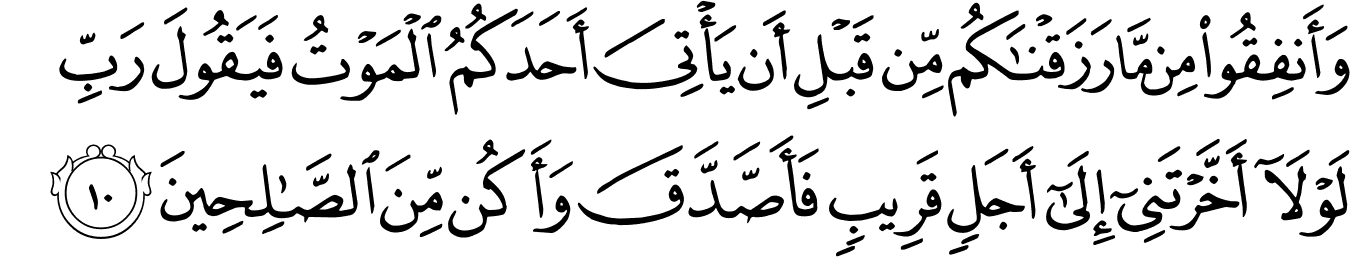 وَأَنفِقُوا۟ مِن مَّا رَزَقْنَـٰكُم مِّن قَبْلِ أَن يَأْتِىَ أَحَدَكُمُ ٱلْمَوْتُ فَيَقُولَ رَبِّ
لَوْلَآ أَخَّرْتَنِىٓ إِلَىٰٓ أَجَلٍ قَرِيبٍ فَأَصَّدَّقَ وَأَكُن مِّنَ ٱلصَّـٰلِحِينَ ١٠